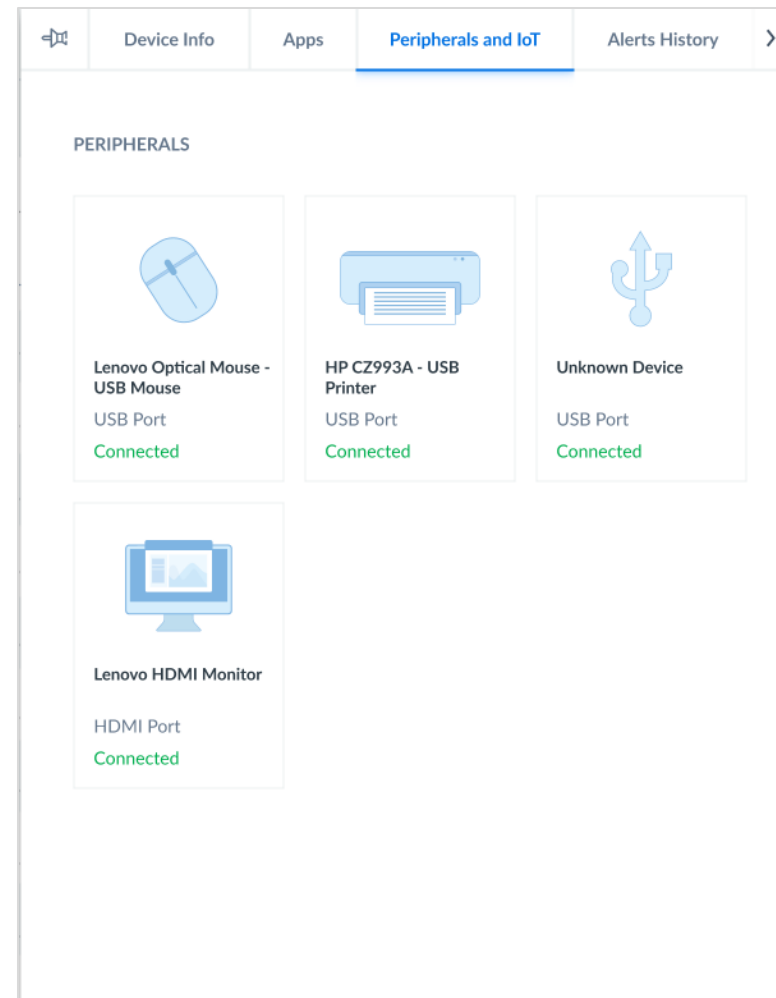 Device Info
Apps
Peripherals and IoT
Alerts History
PERIPHERALS
Lenovo Optical Mouse -
USB Mouse
USB Port
Connected
HP CZ993A - USB
Printer
USB Port
Connected
Unknown Device
USB Port
Connected
Lenovo HDMI Monitor
HDMI Port
Connected